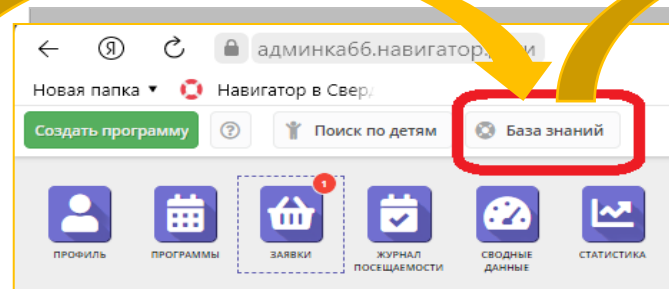 Я админка66.навигатор.
Новая папка Навигатор в
Создать программу ? Поиск по детям База знаний
1
ПРОФИЛЬ ПРОГРАММЫ ЗАЯВКИ ЖУРНАЛ ПОСЕЩАЕМОСТИ СВОДНЫЕ ДАННЫЕ СТАТИСТИКА